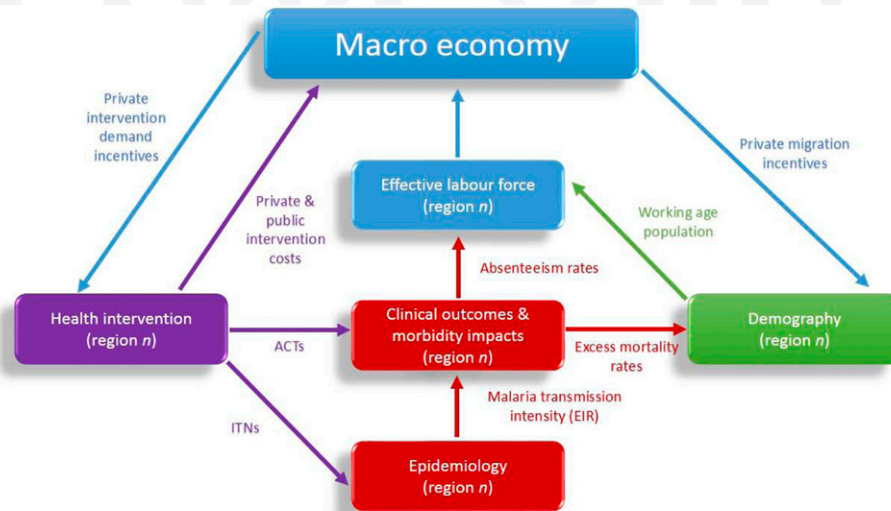 Macro economy
Private
intervention
demand
incentives
Private migration
incentives
Effective labour force
(region n)
Private &
public
intervention
costs
Working age
population
Absenteeism rates
Health intervention
(region n)
Clinical outcomes &
morbidity impacts
(region n)
Demography
(region n)
ACTs
Excess mortality
rates
Malaria transmission
intensity (EIR)
ITNs
Epidemiology
(region n)